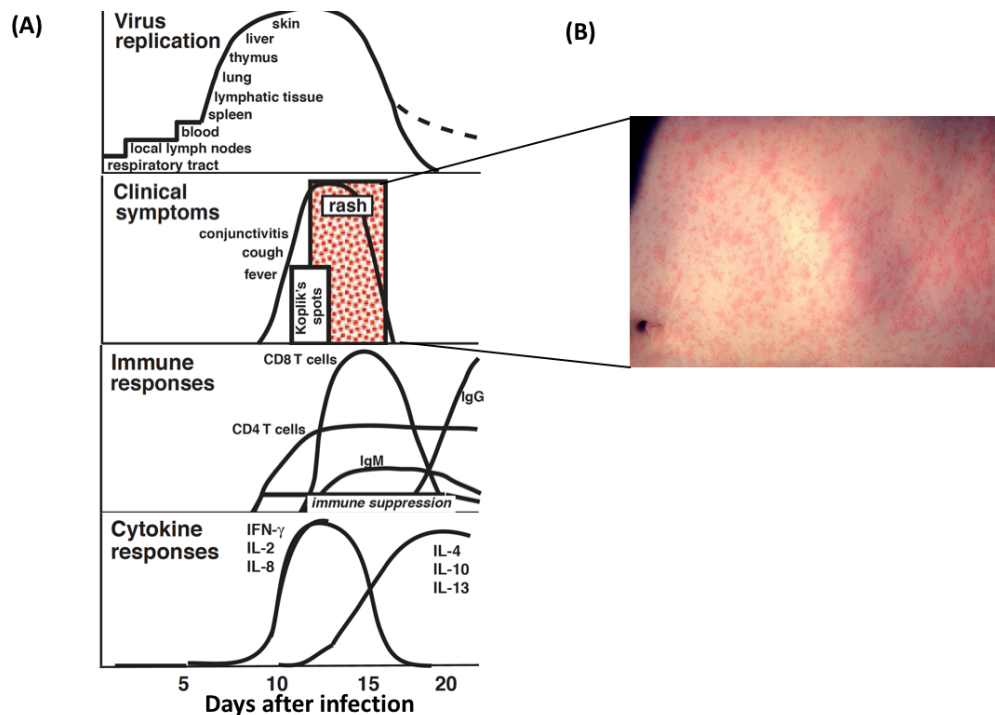 (A)
(B)
Virus
replication
skin
liver
thymus
lung
lymphatic tissue
spleen
blood
local lymph nodes
respiratory tract
Clinical
symptoms
rash
conjunctivitis
cough
fever
Koplik's
spots
Immune
responses
CD8 T cells
IgG
CD4 T cells
IgM
immune suppression
Cytokine
responses
IFN-γ
IL-2
IL-8
IL-4
IL-10
IL-13
5 10 15 20
Days after infection